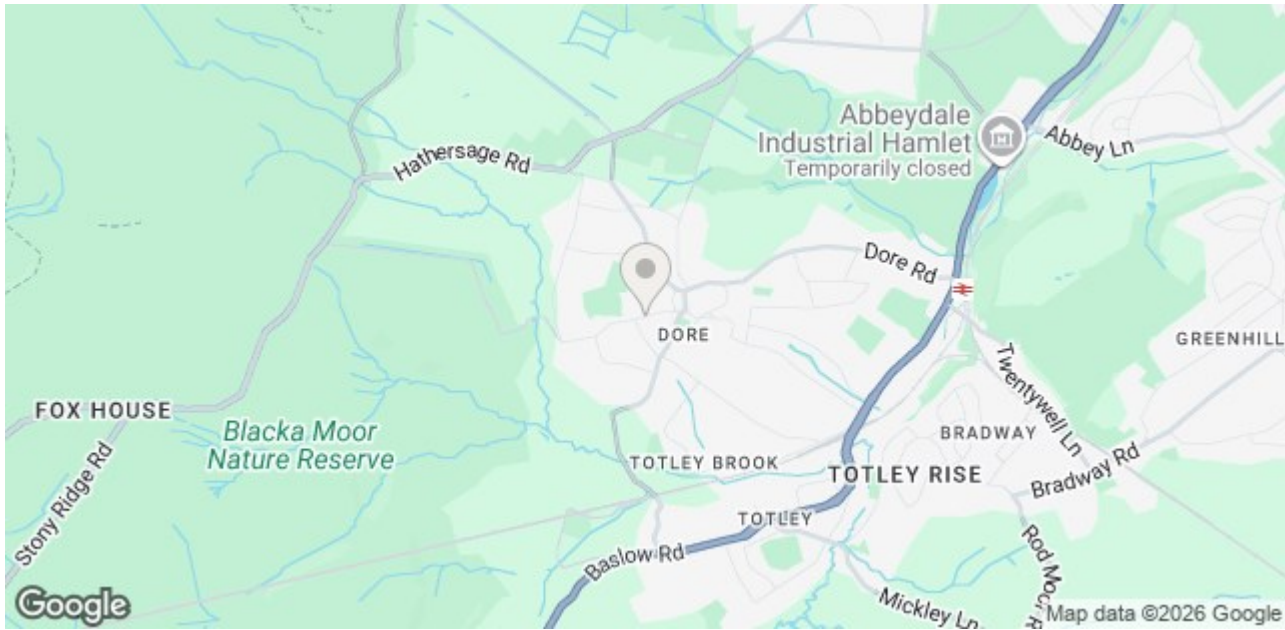 Abbeydale
Industrial Hamlet
Temporarily closed
Abbey Ln
Hathersage Rd
Dore Rd
DORE
GREENHILL
Twentywell Ln
FOX HOUSE
Blacka Moor
Nature Reserve
BRADWAY
TOTLEY BROOK
TOTLEY RISE
Bradway Rd
Stony Ridge Rd
TOTLEY
Baslow Rd
Rod Moor R
Mickley Ln
Google
Map data ©2026 Google